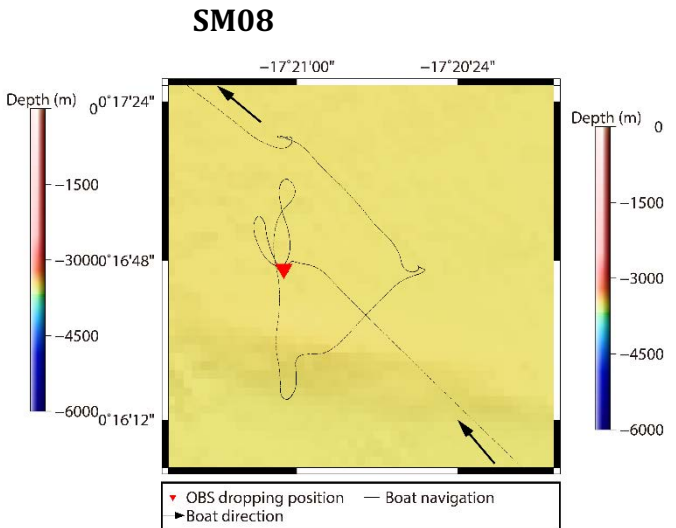 SM08
−17˚21'00" −17˚20'24"
Depth (m) 0 0˚17'24"
−1500
−3000 0˚16'48"
−4500
−6000 0˚16'12"
Depth (m) 0
−1500
−3000
−4500
−6000
OBS dropping position Boat navigation
Boat direction